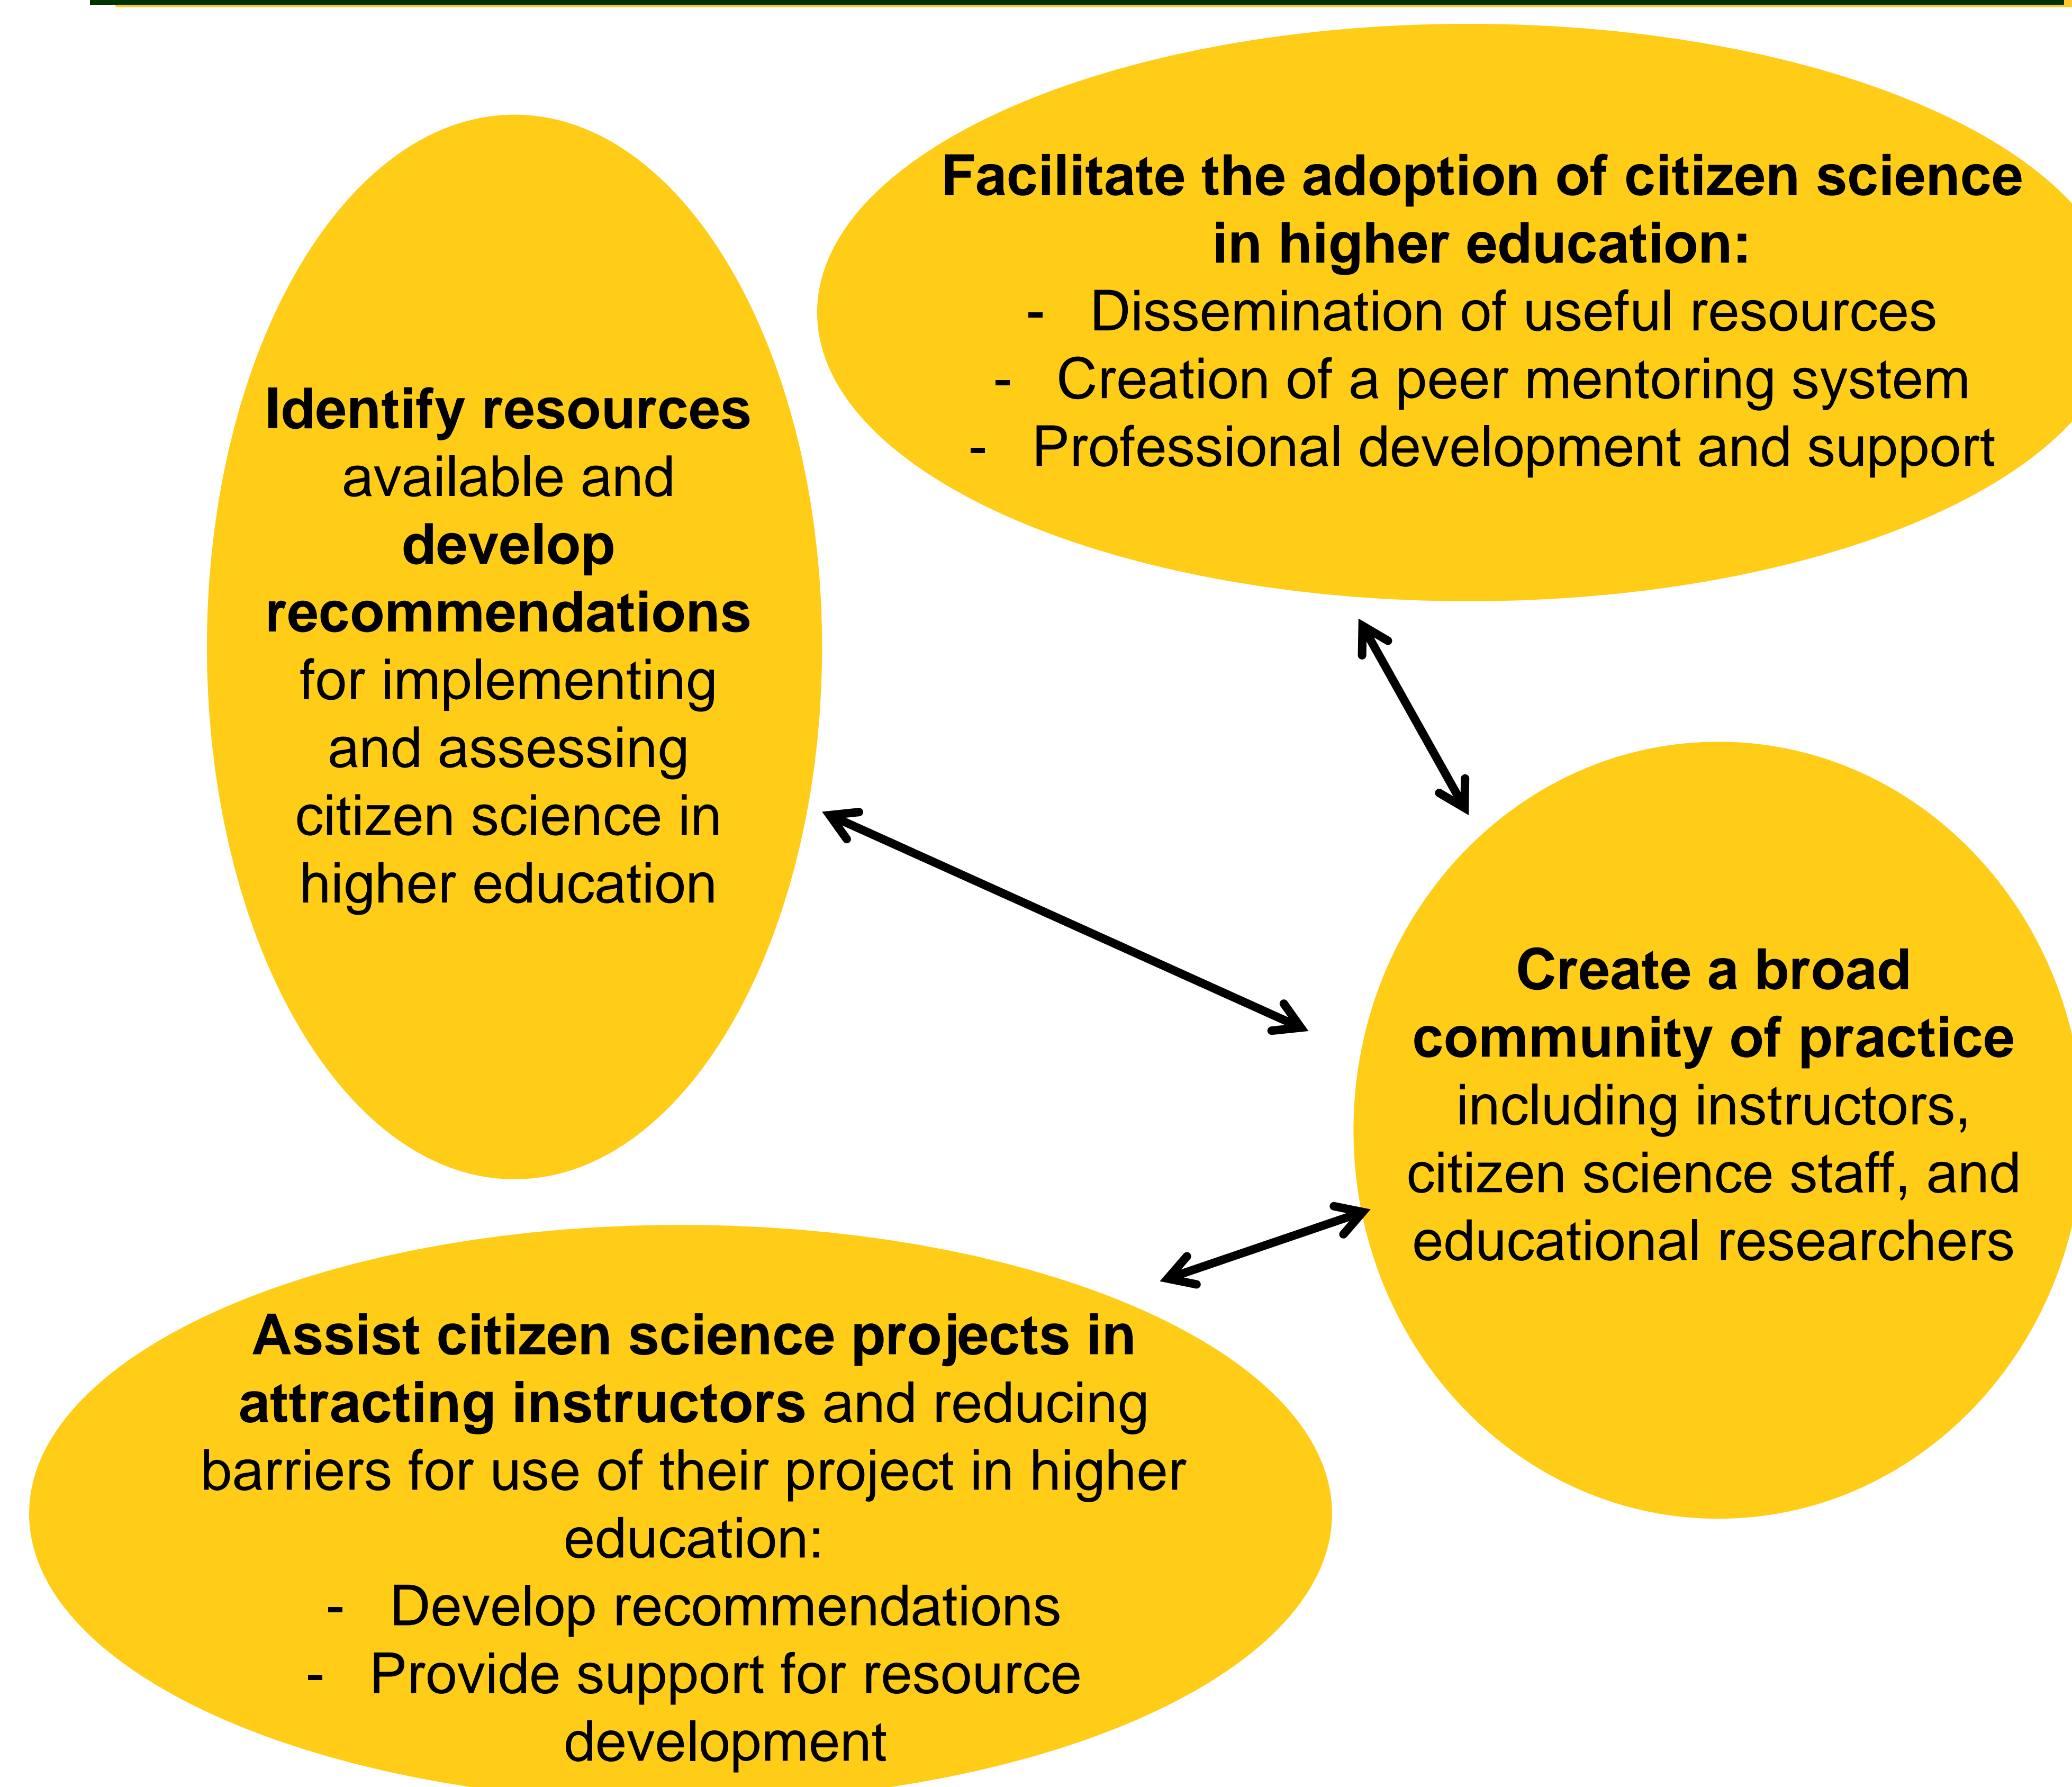 Facilitate the adoption of citizen science
in higher education:
- Dissemination of useful resources
- Creation of a peer mentoring system
- Professional development and support
Identify resources
available and
develop
recommendations
for implementing
and assessing
citizen science in
higher education
Create a broad
community of practice
including instructors,
citizen science staff, and
educational researchers
Assist citizen science projects in
attracting instructors and reducing
barriers for use of their project in higher
education:
- Develop recommendations
- Provide support for resource
development